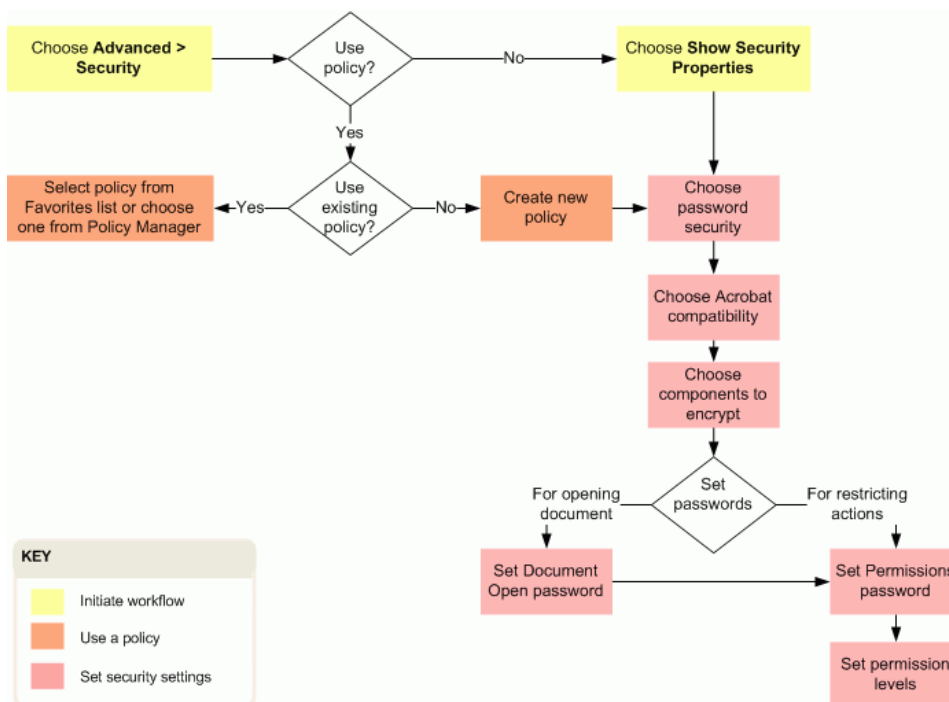 Choose Advanced >
Security
Use
policy?
No
Choose Show Security
Properties
Yes
Select policy from
Favorites list or choose
one from Policy Manager
Yes
Use
existing
policy?
No
Create new
policy
Choose
password
security
Choose Acrobat
compatibility
Choose
components to
encrypt
Set
passwords
For opening
document
For restricting
actions
Set Document
Open password
Set Permissions
password
Set permission
levels
KEY
Initiate workflow
Use a policy
Set security settings